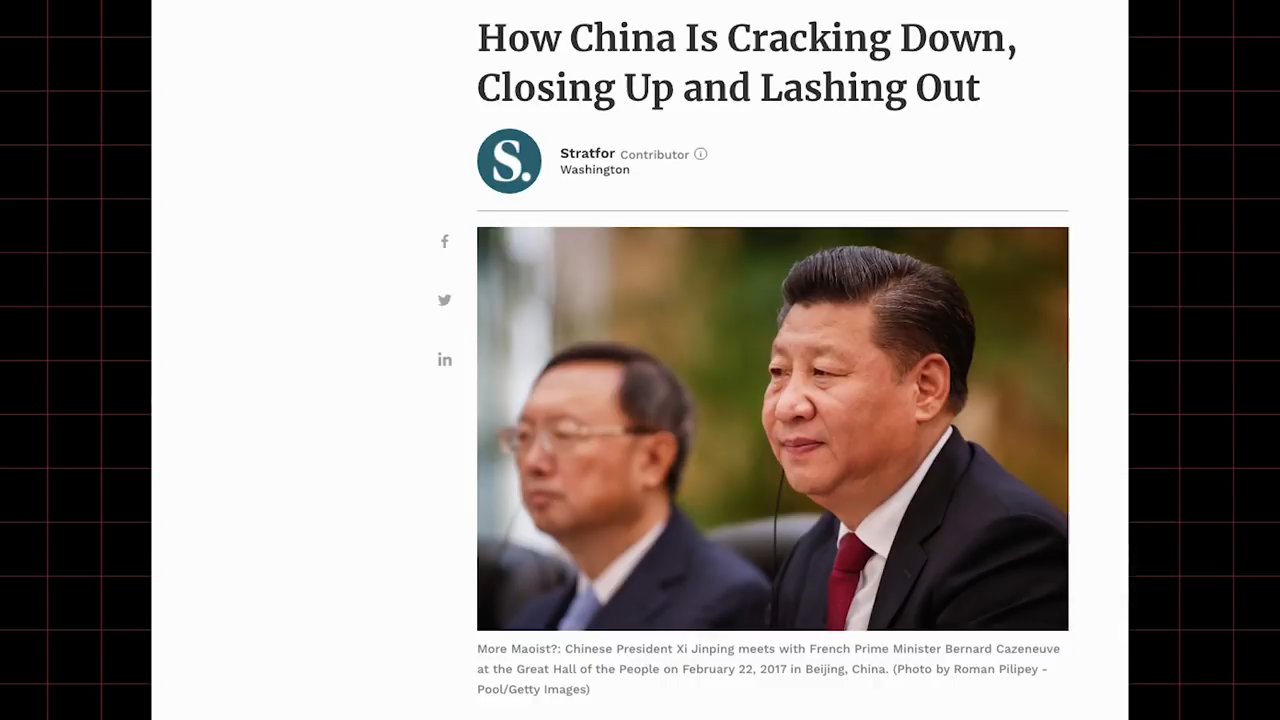 How China Is Cracking Down,
Closing Up and Lashing Out
S.
Stratfor Contributor
Washington
More Maoist?: Chinese President Xi Jinping meets with French Prime Minister Bernard Cazeneuve
at the Great Hall of the People on February 22, 2017 in Beijing, China. (Photo by Roman Pilipey -
Pool/Getty Images)